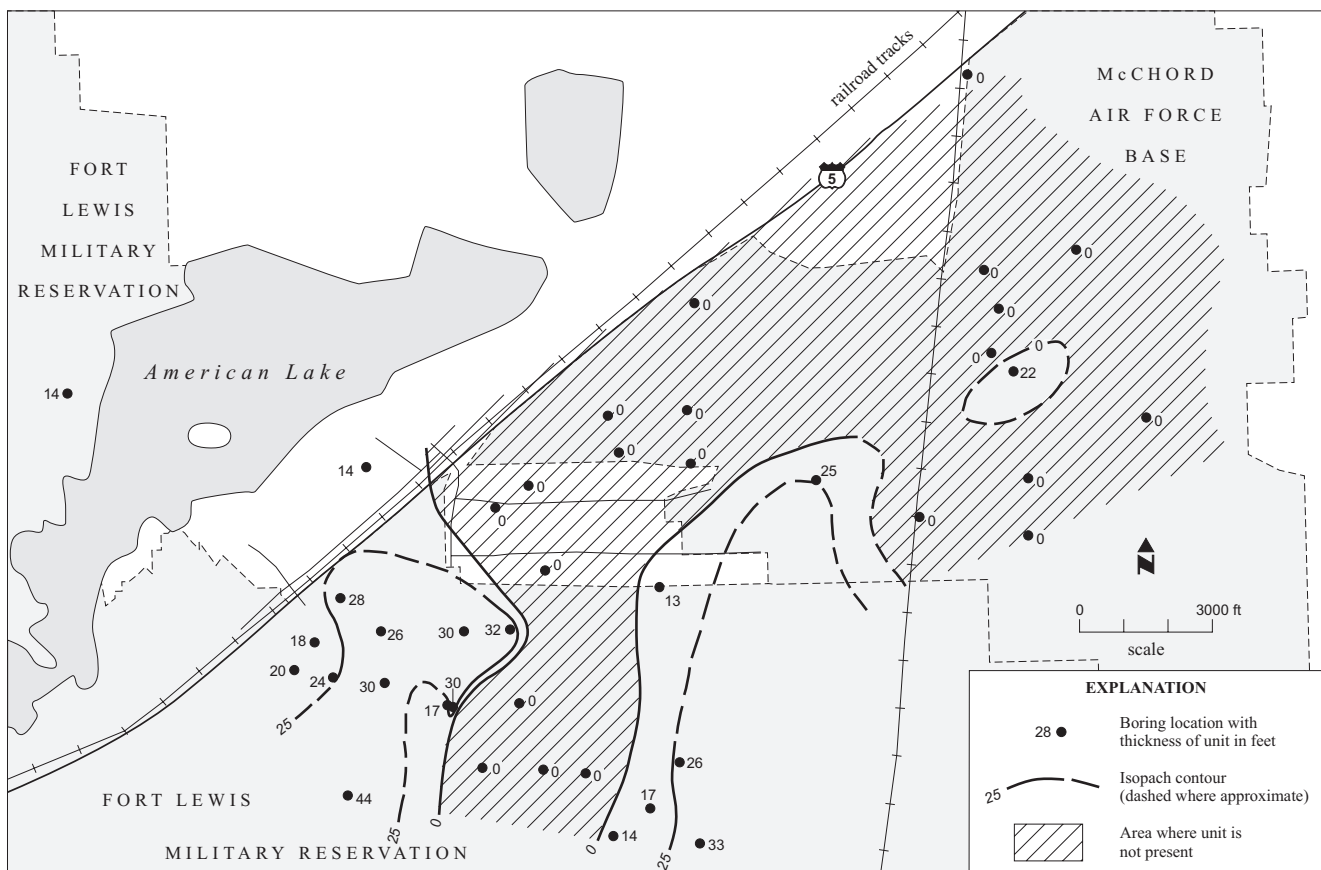 McCHORD
AIR FORCE
BASE
railroad tracks
5
FORT
LEWIS
MILITARY
RESERVATION
American Lake
0
0
0
0
0
0
0
22
14
0
0
0
0
0
14
25
0
0
0
0
0
0
0
28
13
18
26
30
32
20
24
30
30
17
0
25
26
0
0
0
44
17
14
33
25
0
0
25
FORT LEWIS
MILITARY RESERVATION
N
0 3000 ft
scale
EXPLANATION
28 Boring location with
thickness of unit in feet
25 Isopach contour
(dashed where approximate)
Area where unit is
not present